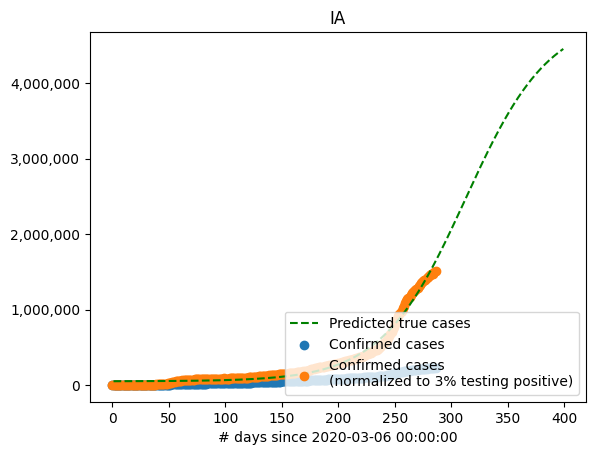 IA
4,000,000
3,000,000
2,000,000
1,000,000
0
Predicted true cases
Confirmed cases
Confirmed cases
(normalized to 3% testing positive)
0 50 100 150 200 250 300 350 400
# days since 2020-03-06 00:00:00